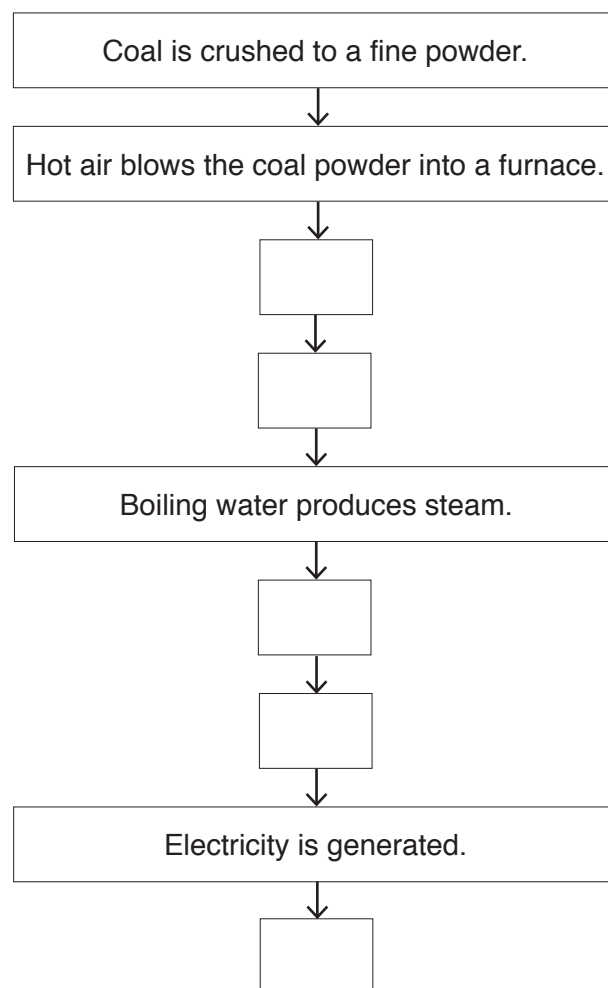 Coal is crushed to a fine powder.
Hot air blows the coal powder into a furnace.
Boiling water produces steam.
Electricity is generated.